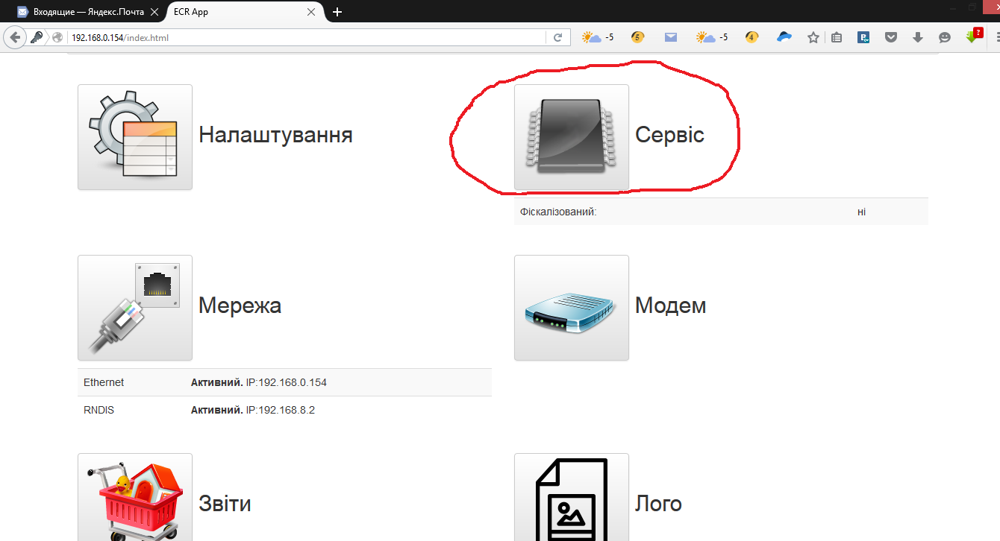 Входящие — Яндекс.Почта
ECR App
192.168.0.154/index.html
-5
5
-5
4
?
Налаштування
Сервіс
Фіскалізований: ні
Мережа
Модем
Ethernet Активний. IP:192.168.0.154
RNDIS Активний. IP:192.168.8.2
Звіти
Лого